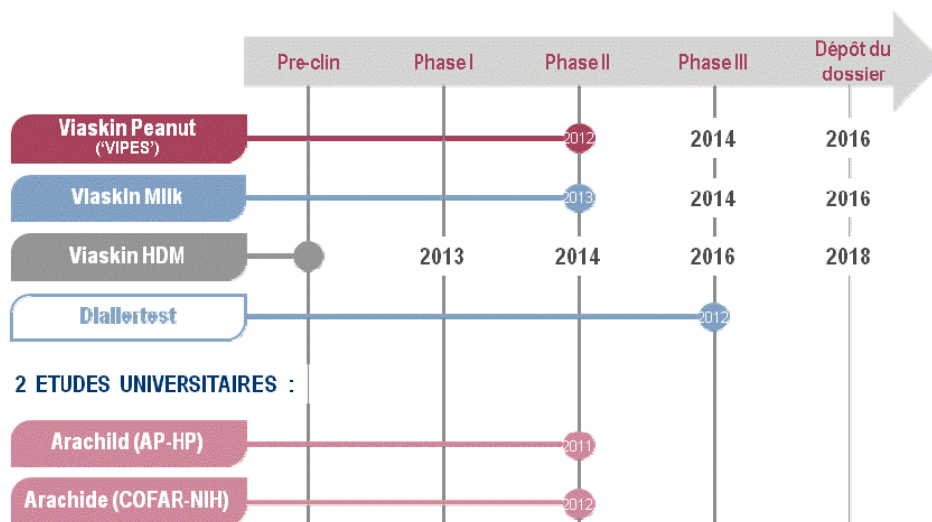 Pre-clin Phase I Phase II Phase III Dépôt du dossier
Viaskin Peanut
('VIPES')
2012 2014 2016
Viaskin Milk 2013 2014 2016
Viaskin HDM 2013 2014 2016 2018
Diallertest 2012
2 ETUDES UNIVERSITAIRES :
Arachild (AP-HP) 2011
Arachide (COFAR-NIH) 2012